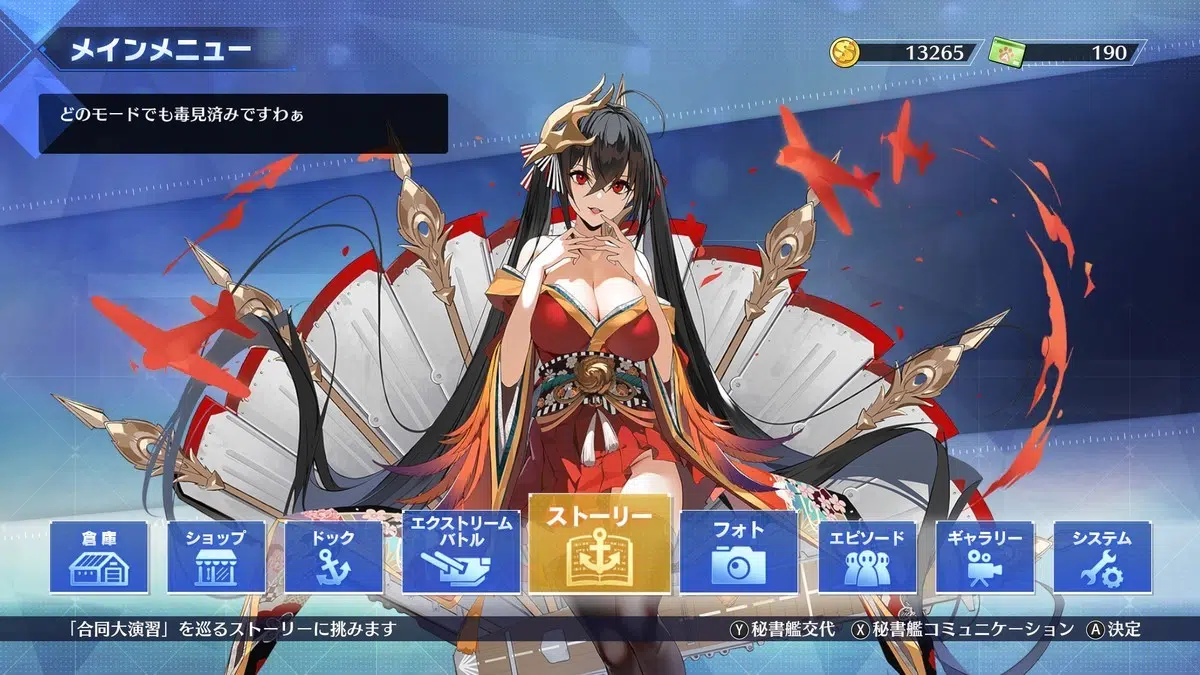 メインメニュー
13265
190
どのモードでも毒見済みですわぁ
倉庫
ショップ
ドック
エクストリーム
バトル
ストーリー
フォト
エピソード
ギャラリー
システム
「合同大演習」を巡るストーリーに挑みます
Ⓨ秘書艦交代 Ⓧ秘書艦コミュニケーション Ⓐ決定